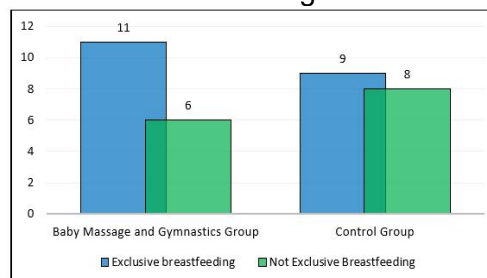 12
11
10
9
8
8
6
6
4
2
0
Baby Massage and Gymnastics Group
Control Group
Exclusive breastfeeding
Not Exclusive Breastfeeding